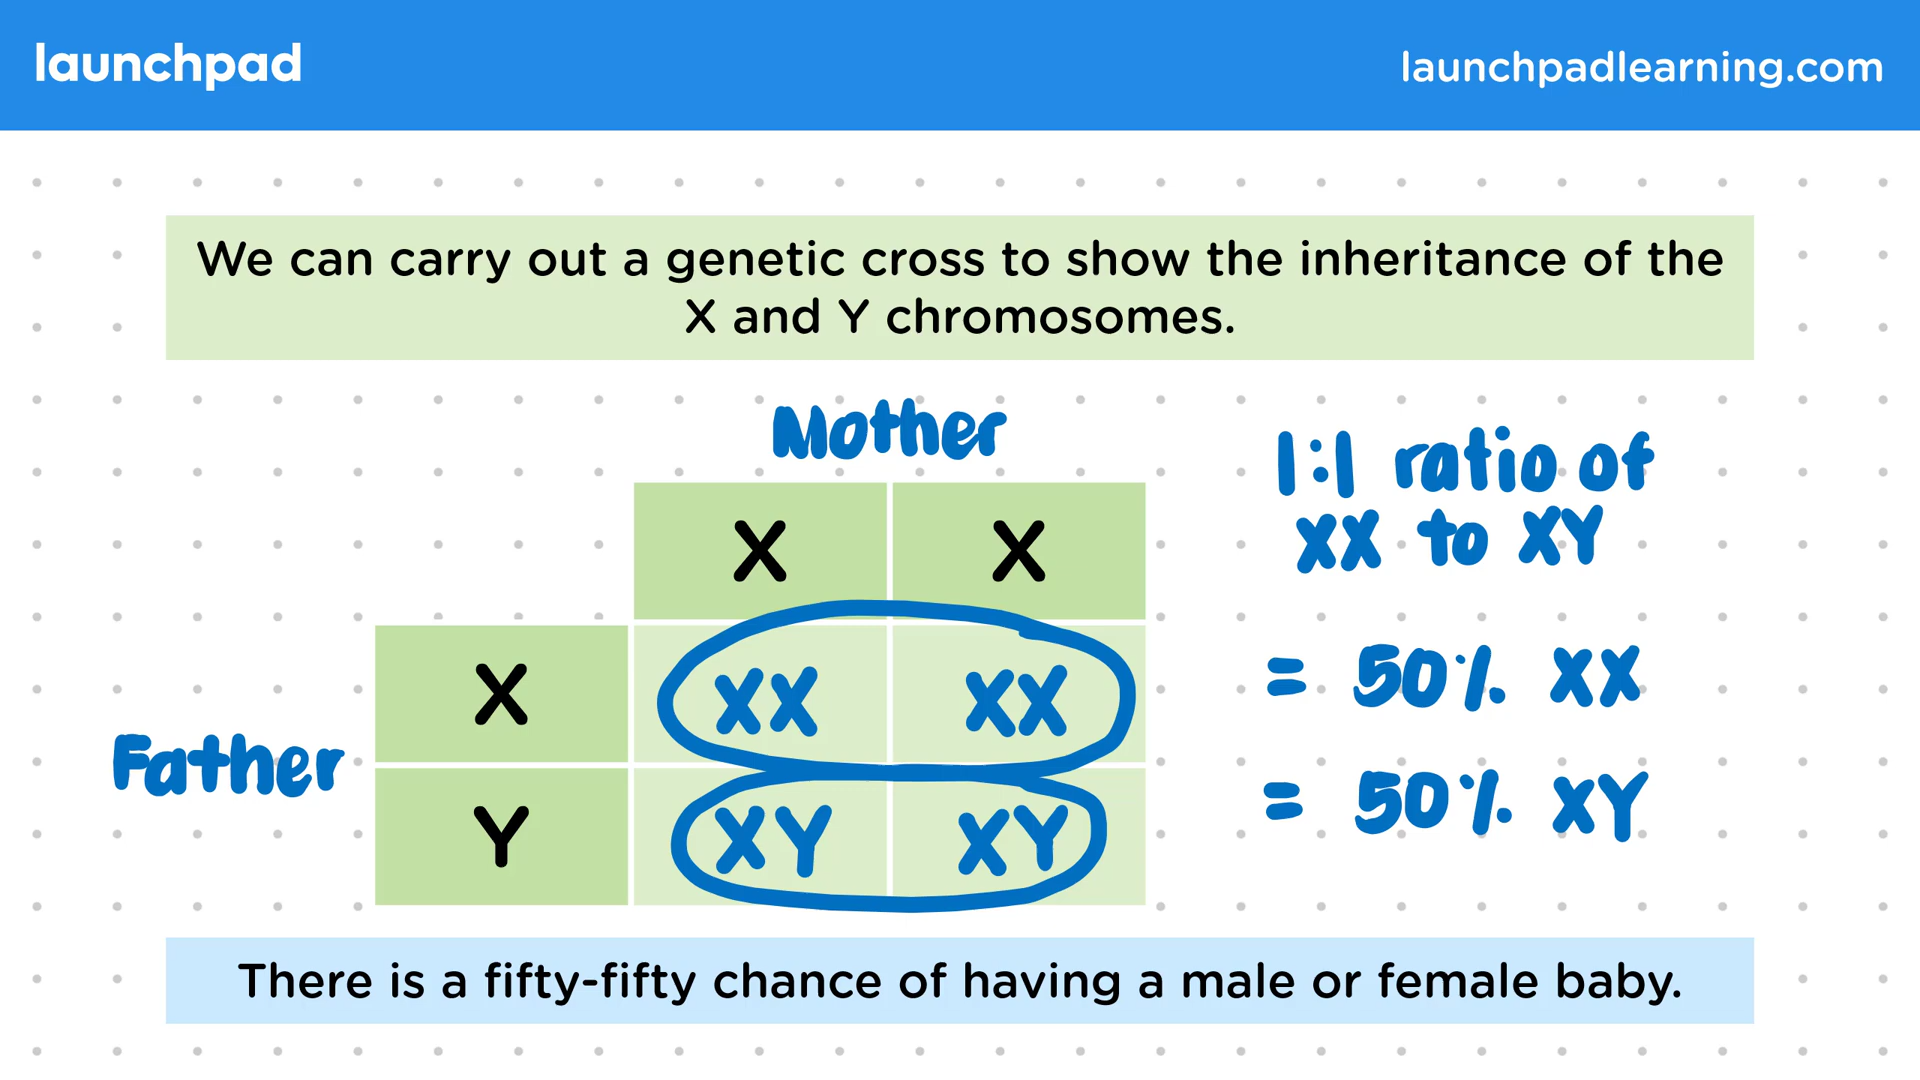 launchpad
launchpadlearning.com
We can carry out a genetic cross to show the inheritance of the
X and Y chromosomes.
Mother
X X
Father
X XX XX
Y XY XY
1:1 ratio of
XX to XY
= 50% XX
= 50% XY
There is a fifty-fifty chance of having a male or female baby.